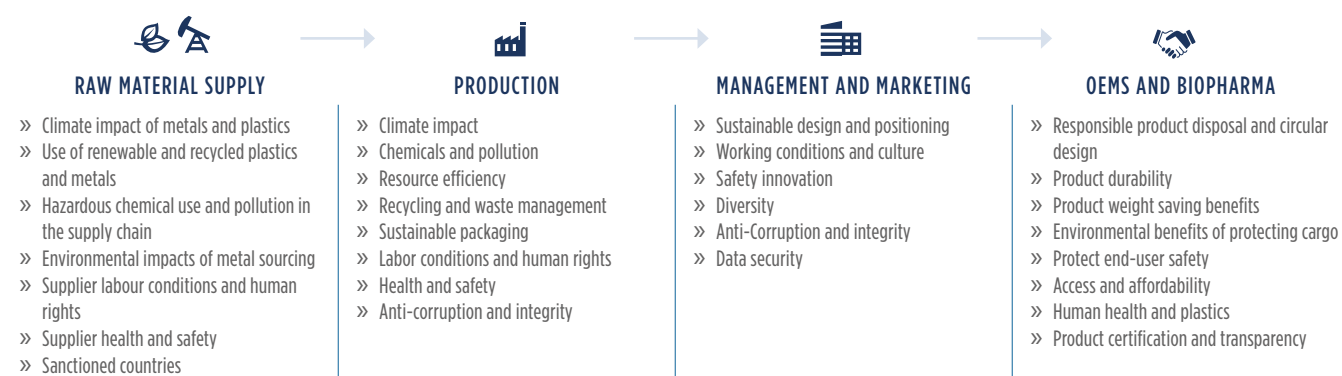 RAW MATERIAL SUPPLY
» Climate impact of metals and plastics
» Use of renewable and recycled plastics
and metals
» Hazardous chemical use and pollution in
the supply chain
» Environmental impacts of metal sourcing
» Supplier labour conditions and human
rights
» Supplier health and safety
» Sanctioned countries
PRODUCTION
» Climate impact
» Chemicals and pollution
» Resource efficiency
» Recycling and waste management
» Sustainable packaging
» Labor conditions and human rights
» Health and safety
» Anti-corruption and integrity
MANAGEMENT AND MARKETING
» Sustainable design and positioning
» Working conditions and culture
» Safety innovation
» Diversity
» Anti-Corruption and integrity
» Data security
OEMS AND BIOPHARMA
» Responsible product disposal and circular
design
» Product durability
» Product weight saving benefits
» Environmental benefits of protecting cargo
» Protect end-user safety
» Access and affordability
» Human health and plastics
» Product certification and transparency